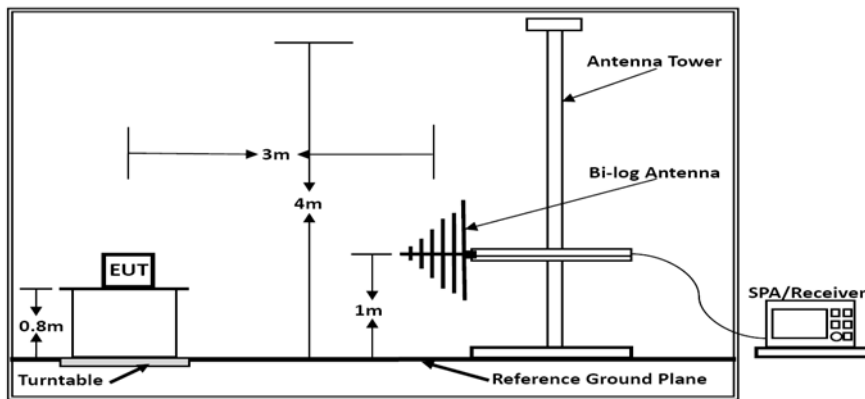 Antenna Tower
3m
Bi-log Antenna
4m
EUT
SPA/Receiver
0.8m
1m
Turntable
Reference Ground Plane